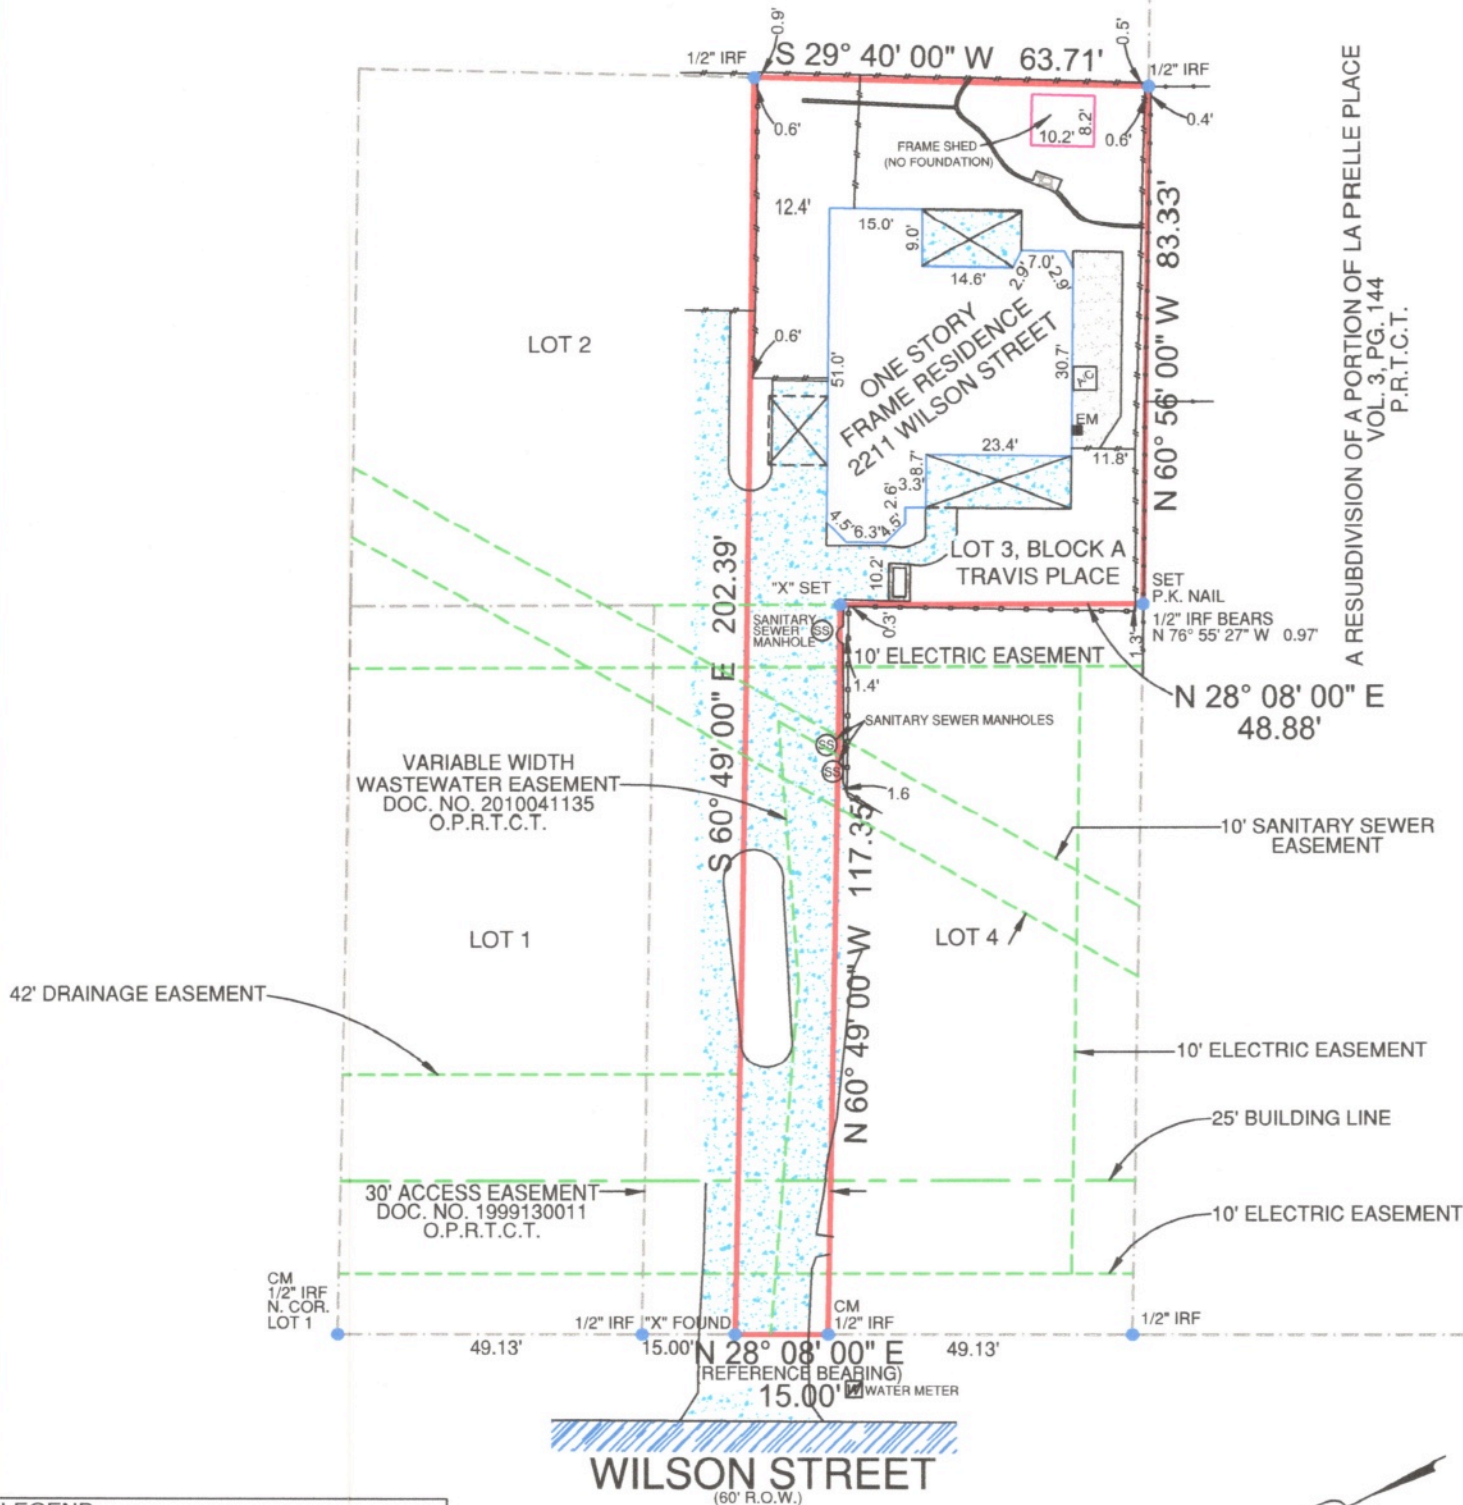 0.9'
S 29° 40' 00" W 63.71'
0.5'
1/2" IRF
1/2" IRF
0.6'
0.6'
0.4'
FRAME SHED
(NO FOUNDATION)
10.2'
8.2'
12.4'
15.0'
9.0'
14.6'
2.9'
7.0'
2.9'
N 60° 56' 00" W 83.33'
A RESUBDIVISION OF A PORTION OF LA PRELLE PLACE
VOL. 3, PG. 144
P.R.T.C.T.
LOT 2
0.6'
51.0'
ONE STORY
FRAME RESIDENCE
2211 WILSON STREET
30.7'
A/C
EM
23.4'
11.8'
8.7'
3.3'
2.6'
4.5'
6.3'
4.5'
LOT 3, BLOCK A
TRAVIS PLACE
10.2'
"X" SET
SET
P.K. NAIL
1/2" IRF BEARS
N 76° 55' 27" W 0.97'
SANITARY
SEWER
MANHOLE
SS
0.3'
1.3'
S 60° 49' 00" E 202.39'
10' ELECTRIC EASEMENT
1.4'
N 28° 08' 00" E
48.88'
SANITARY SEWER MANHOLES
SS
SS
VARIABLE WIDTH
WASTEWATER EASEMENT
DOC. NO. 2010041135
O.P.R.T.C.T.
1.6
10' SANITARY SEWER
EASEMENT
N 60° 49' 00" W 117.35'
LOT 1
LOT 4
42' DRAINAGE EASEMENT
10' ELECTRIC EASEMENT
25' BUILDING LINE
30' ACCESS EASEMENT
DOC. NO. 1999130011
O.P.R.T.C.T.
10' ELECTRIC EASEMENT
CM
1/2" IRF
N. COR.
LOT 1
1/2" IRF
"X" FOUND
CM
1/2" IRF
1/2" IRF
49.13'
15.00'
N 28° 08' 00" E
49.13'
(REFERENCE BEARING)
15.00'
W
WATER METER
WILSON STREET
(60' R.O.W.)
LEGEND